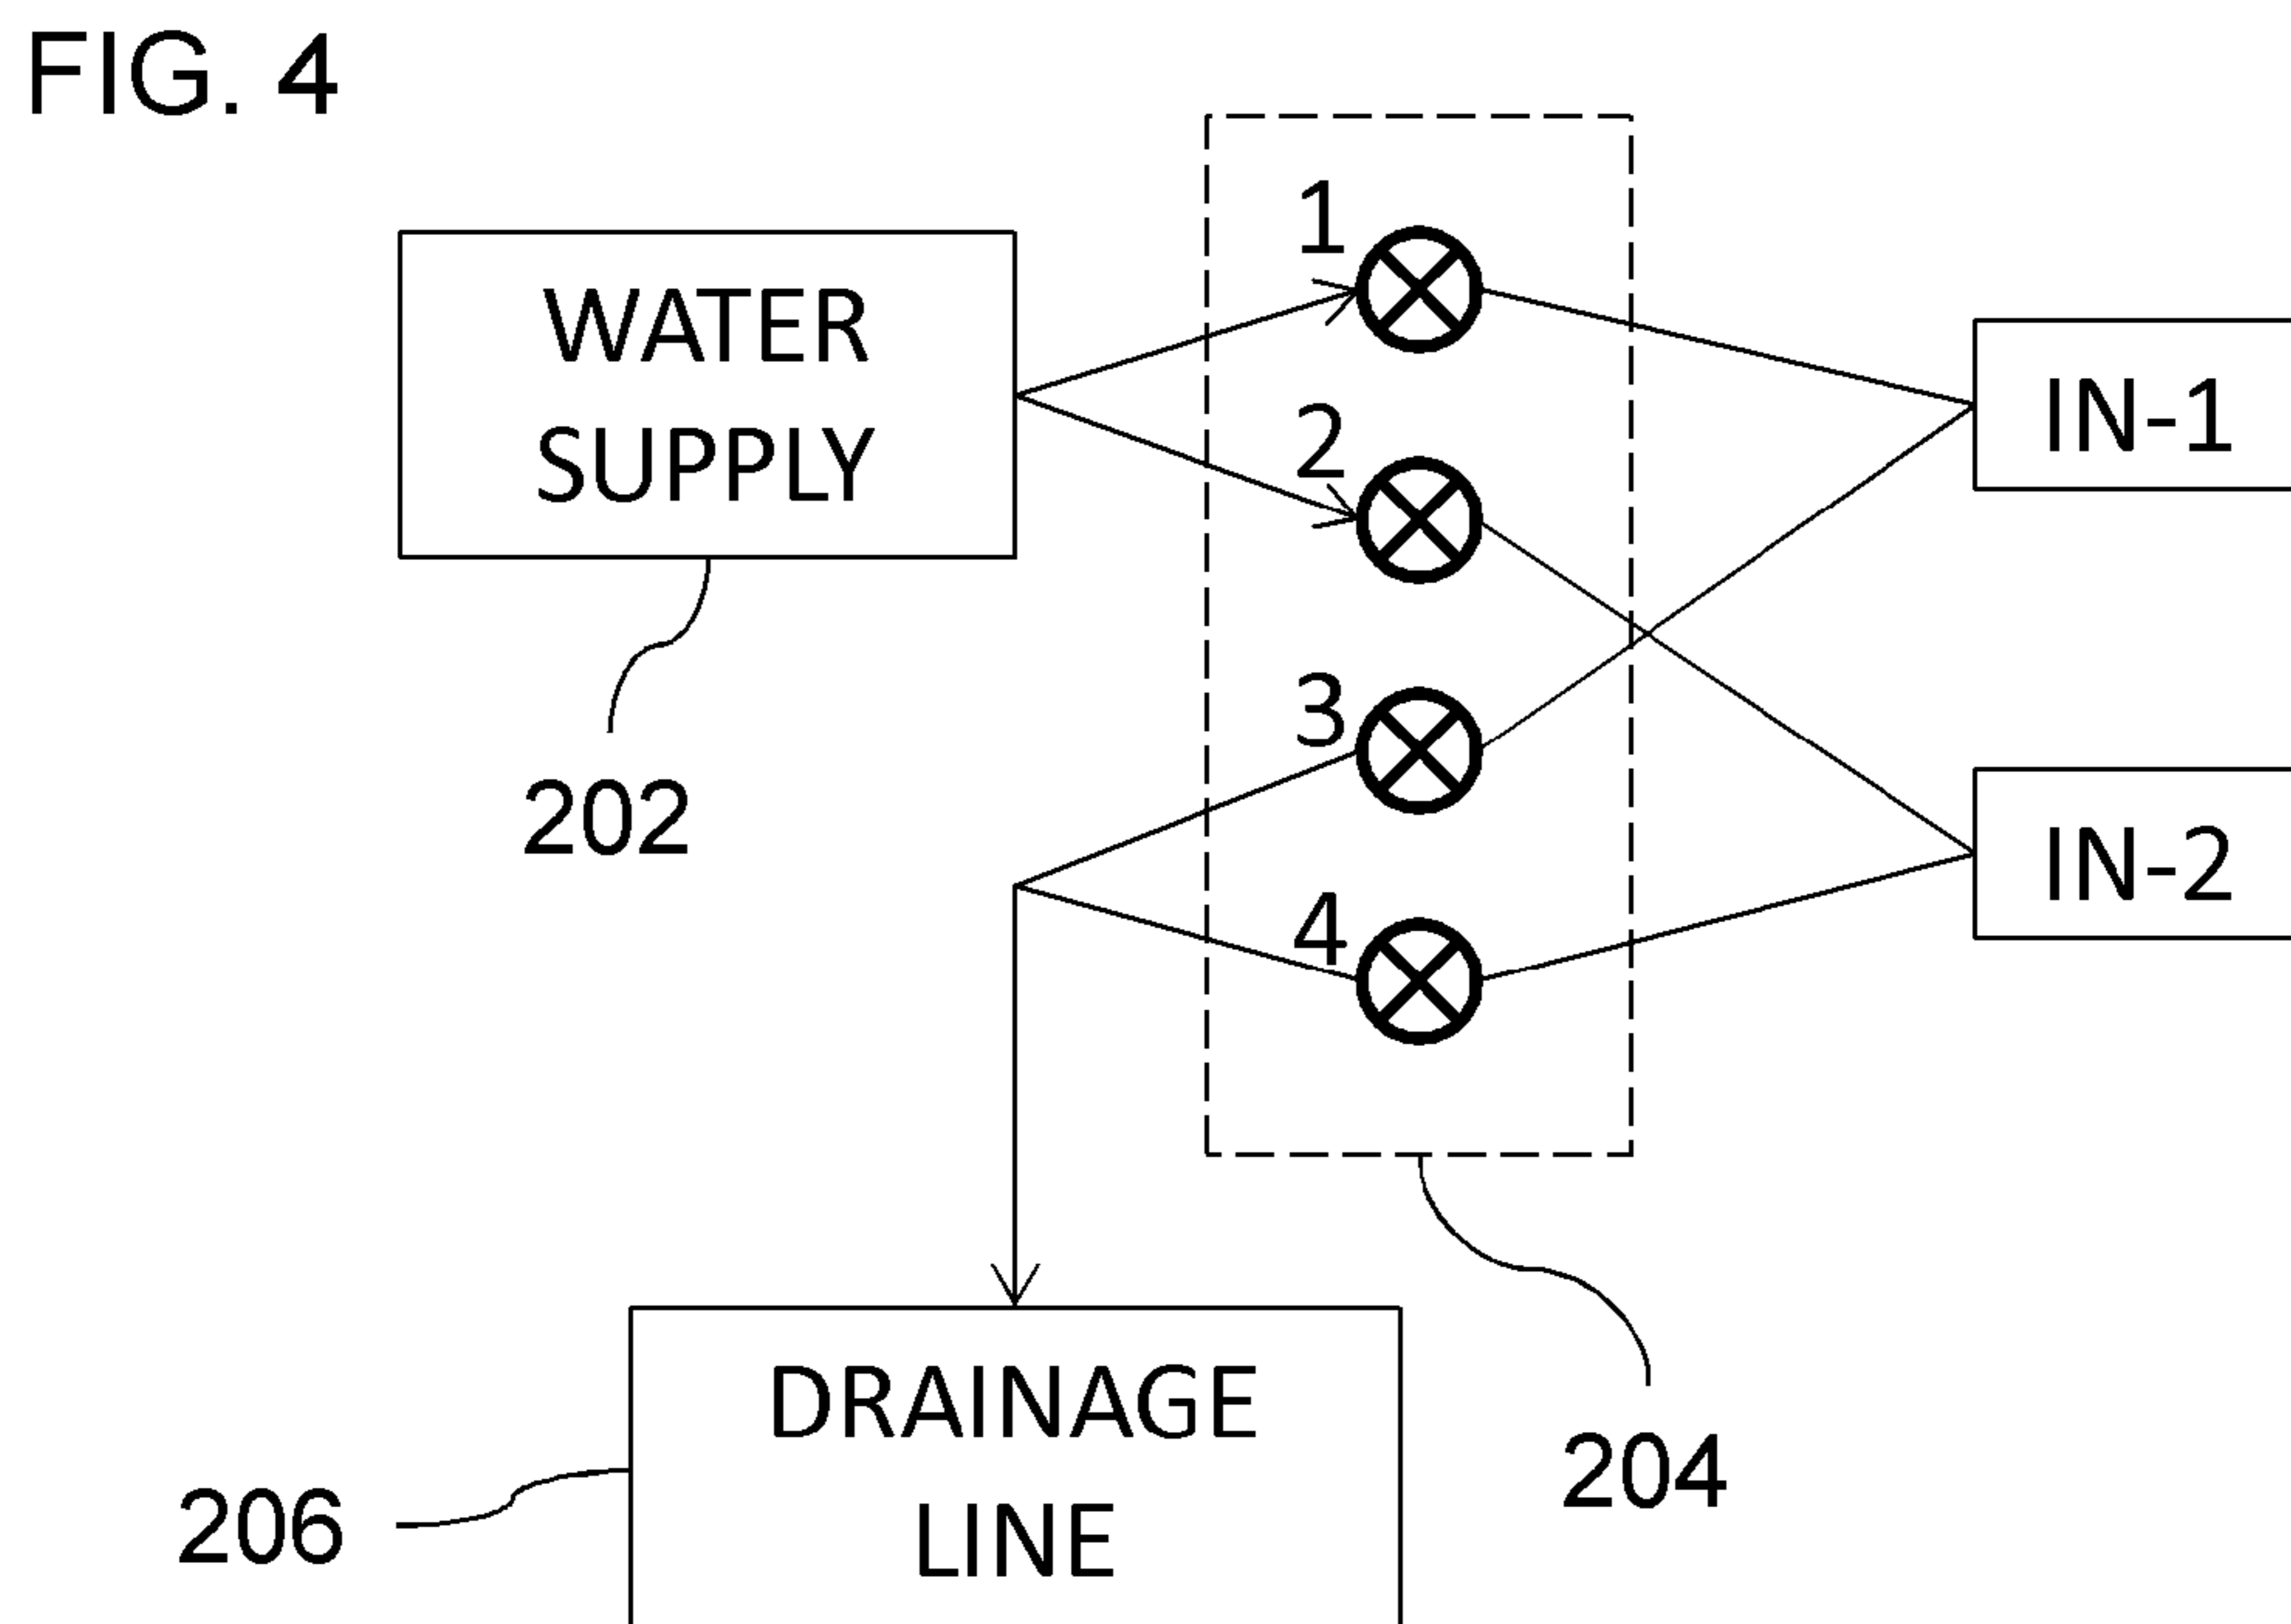 FIG. 4
WATER
SUPPLY
202
1
2
3
4
IN-1
IN-2
204
DRAINAGE
LINE
206